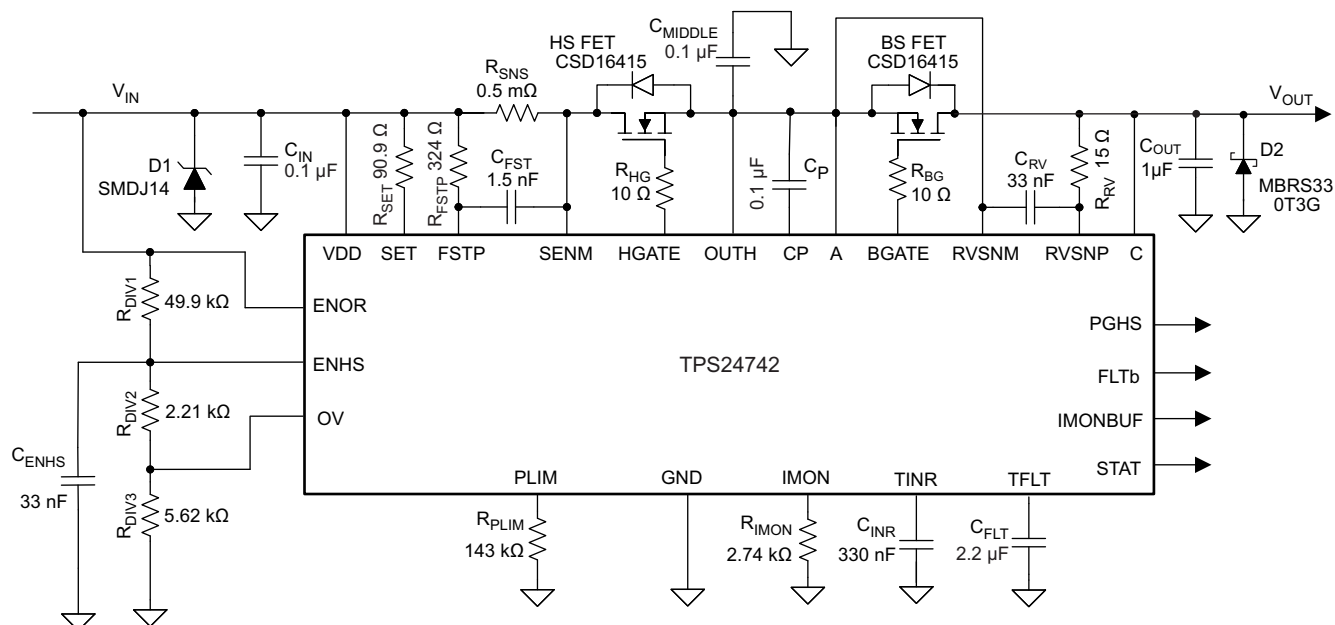 HS FET
CSD16415
CMIDDLE
0.1 µF
BS FET
CSD16415
VIN
RSNS
0.5 mΩ
VOUT
D1
SMDJ14
CIN
0.1 µF
RSET 90.9 Ω
RFSTP 324 Ω
CFST
1.5 nF
RHG
10 Ω
0.1 µF
CP
RBG
10 Ω
CRV
33 nF
RRV 15 Ω
COUT
1µF
D2
MBRS33
0T3G
VDD
SET
FSTP
SENM
HGATE
OUTH
CP
A
BGATE
RVSNM
RVSNP
C
RDIV1
49.9 kΩ
ENOR
PGHS
ENHS
TPS24742
FLTb
RDIV2
2.21 kΩ
OV
IMONBUF
CENHS
33 nF
STAT
RDIV3
5.62 kΩ
PLIM
GND
IMON
TINR
TFLT
RPLIM
143 kΩ
RIMON
2.74 kΩ
CINR
330 nF
CFLT
2.2 µF